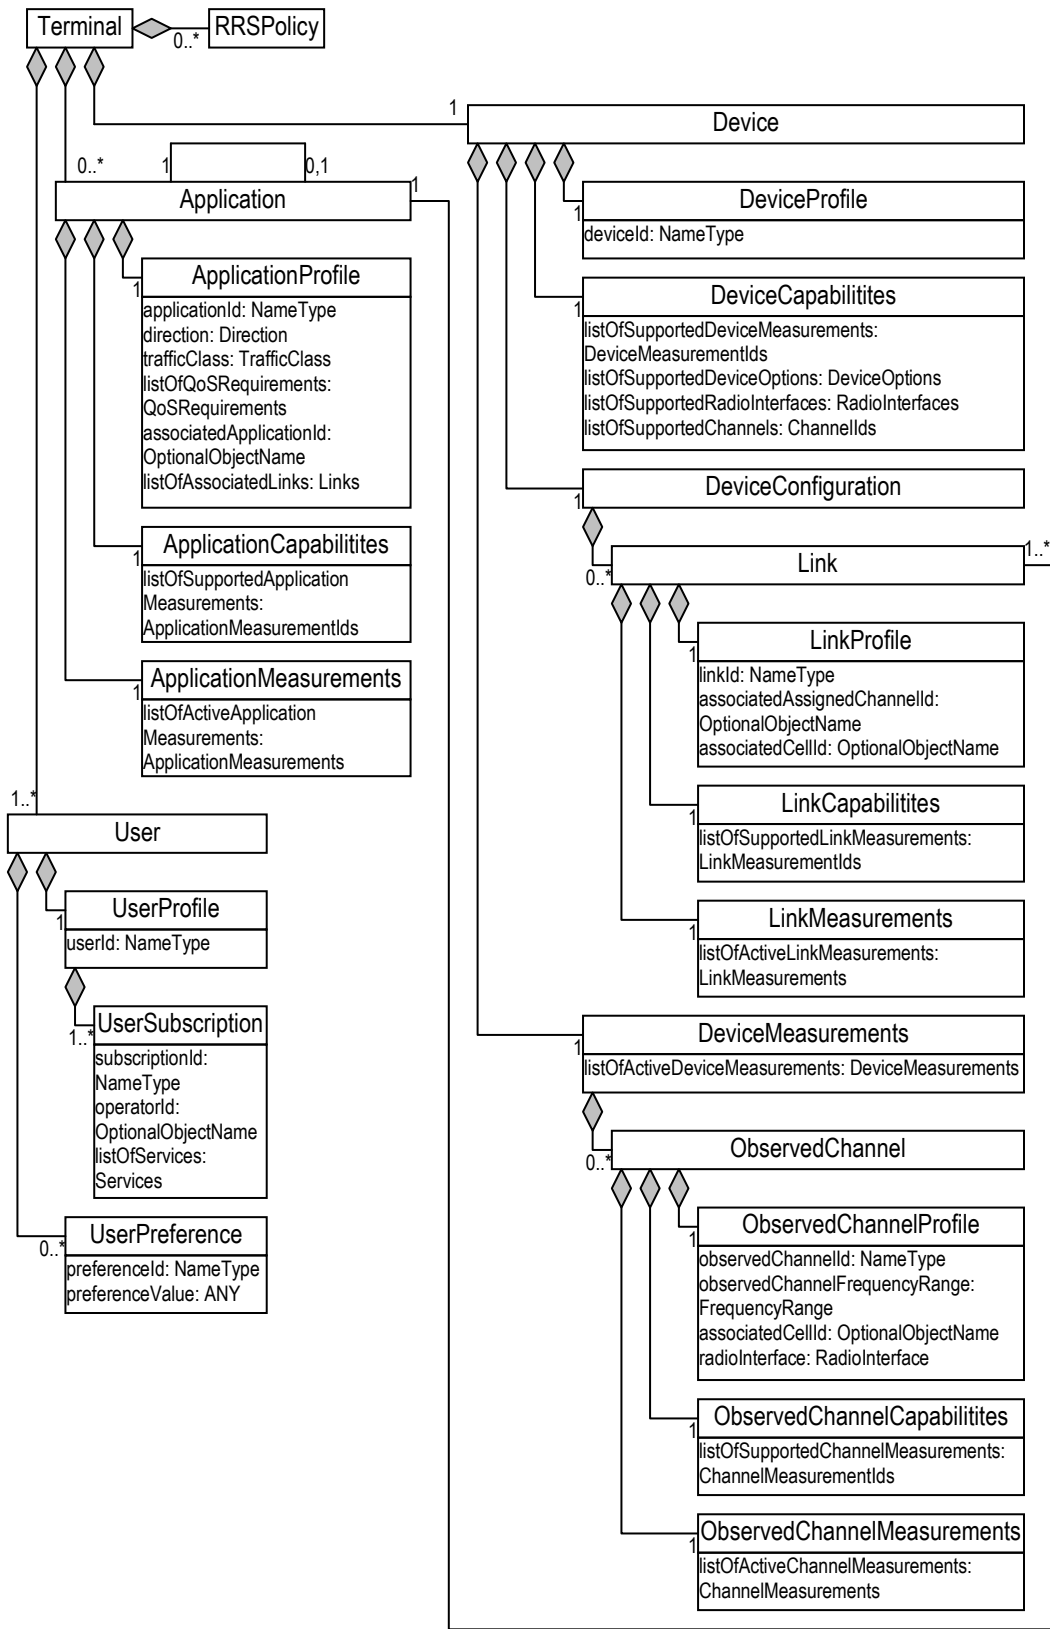 Terminal
RRSPolicy
0..*
1
Device
0..*
1
0,1
Application
1
DeviceProfile
1
deviceId: NameType
ApplicationProfile
1
applicationId: NameType
direction: Direction
trafficClass: TrafficClass
listOfQoSRequirements:
QoSRequirements
associatedApplicationId:
OptionalObjectName
listOfAssociatedLinks: Links
DeviceCapabilitites
1
listOfSupportedDeviceMeasurements:
DeviceMeasurementIds
listOfSupportedDeviceOptions: DeviceOptions
listOfSupportedRadioInterfaces: RadioInterfaces
listOfSupportedChannels: ChannelIds
DeviceConfiguration
1
ApplicationCapabilitites
1
listOfSupportedApplication
Measurements:
ApplicationMeasurementIds
Link
0..*
1..*
LinkProfile
1
linkId: NameType
associatedAssignedChannelId:
OptionalObjectName
associatedCellId: OptionalObjectName
ApplicationMeasurements
1
listOfActiveApplication
Measurements:
ApplicationMeasurements
LinkCapabilitites
1
listOfSupportedLinkMeasurements:
LinkMeasurementIds
1..*
User
UserProfile
1
userId: NameType
LinkMeasurements
1
listOfActiveLinkMeasurements:
LinkMeasurements
UserSubscription
1..*
subscriptionId:
NameType
operatorId:
OptionalObjectName
listOfServices:
Services
DeviceMeasurements
1
listOfActiveDeviceMeasurements: DeviceMeasurements
ObservedChannel
0..*
UserPreference
0..*
preferenceId: NameType
preferenceValue: ANY
ObservedChannelProfile
1
observedChannelId: NameType
observedChannelFrequencyRange:
FrequencyRange
associatedCellId: OptionalObjectName
radioInterface: RadioInterface
ObservedChannelCapabilitites
1
listOfSupportedChannelMeasurements:
ChannelMeasurementIds
ObservedChannelMeasurements
1
listOfActiveChannelMeasurements:
ChannelMeasurements